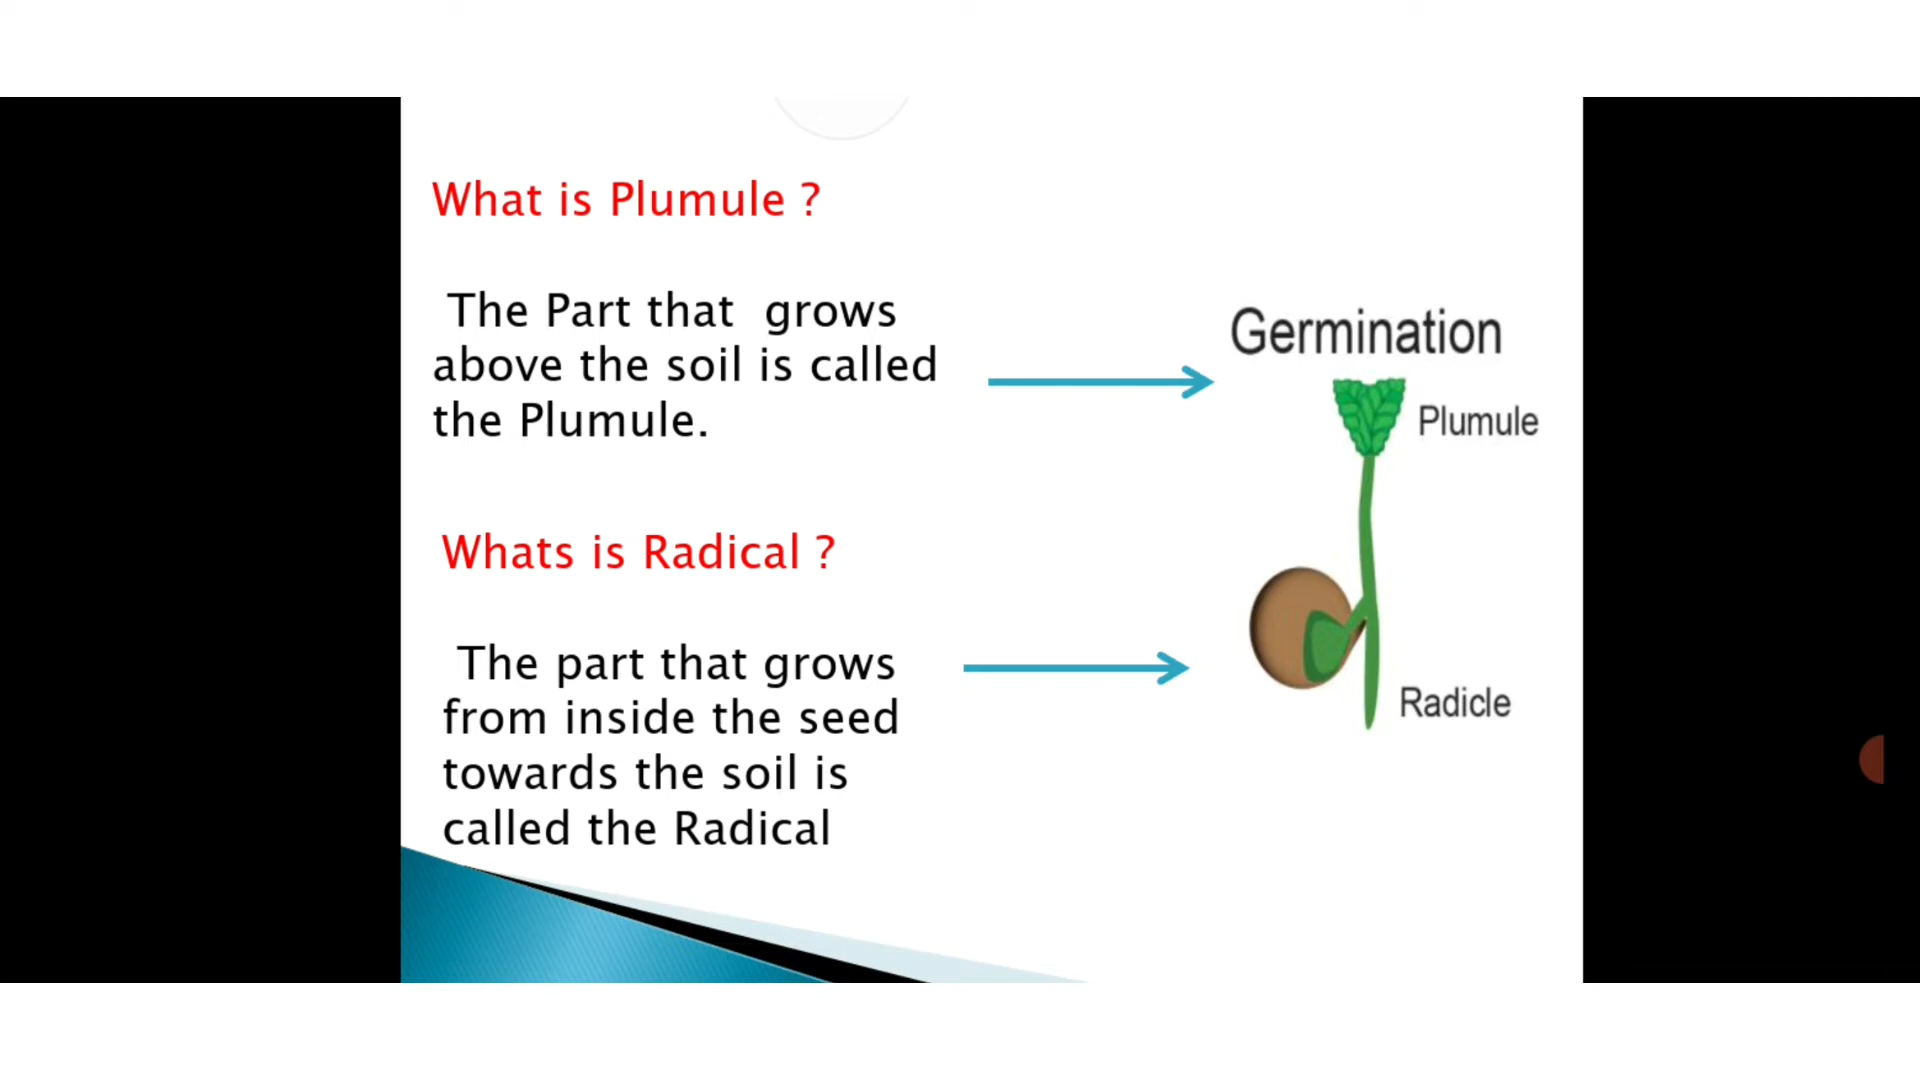 What is Plumule ?
The Part that grows
above the soil is called
the Plumule.
Germination
Plumule
Whats is Radical ?
The part that grows
from inside the seed
towards the soil is
called the Radical
Radicle